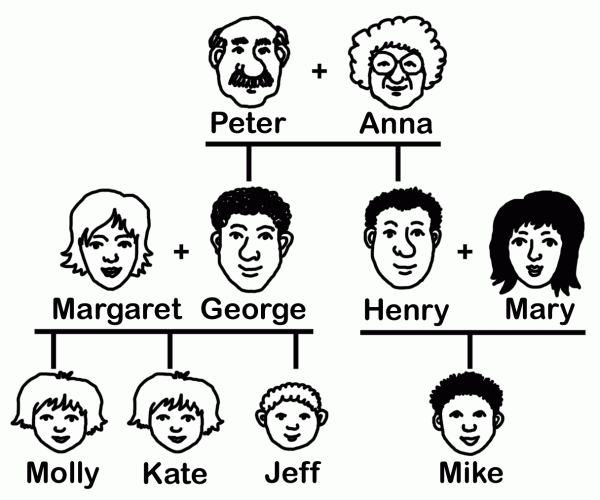 Peter + Anna
Margaret + George Henry + Mary
Molly Kate Jeff Mike